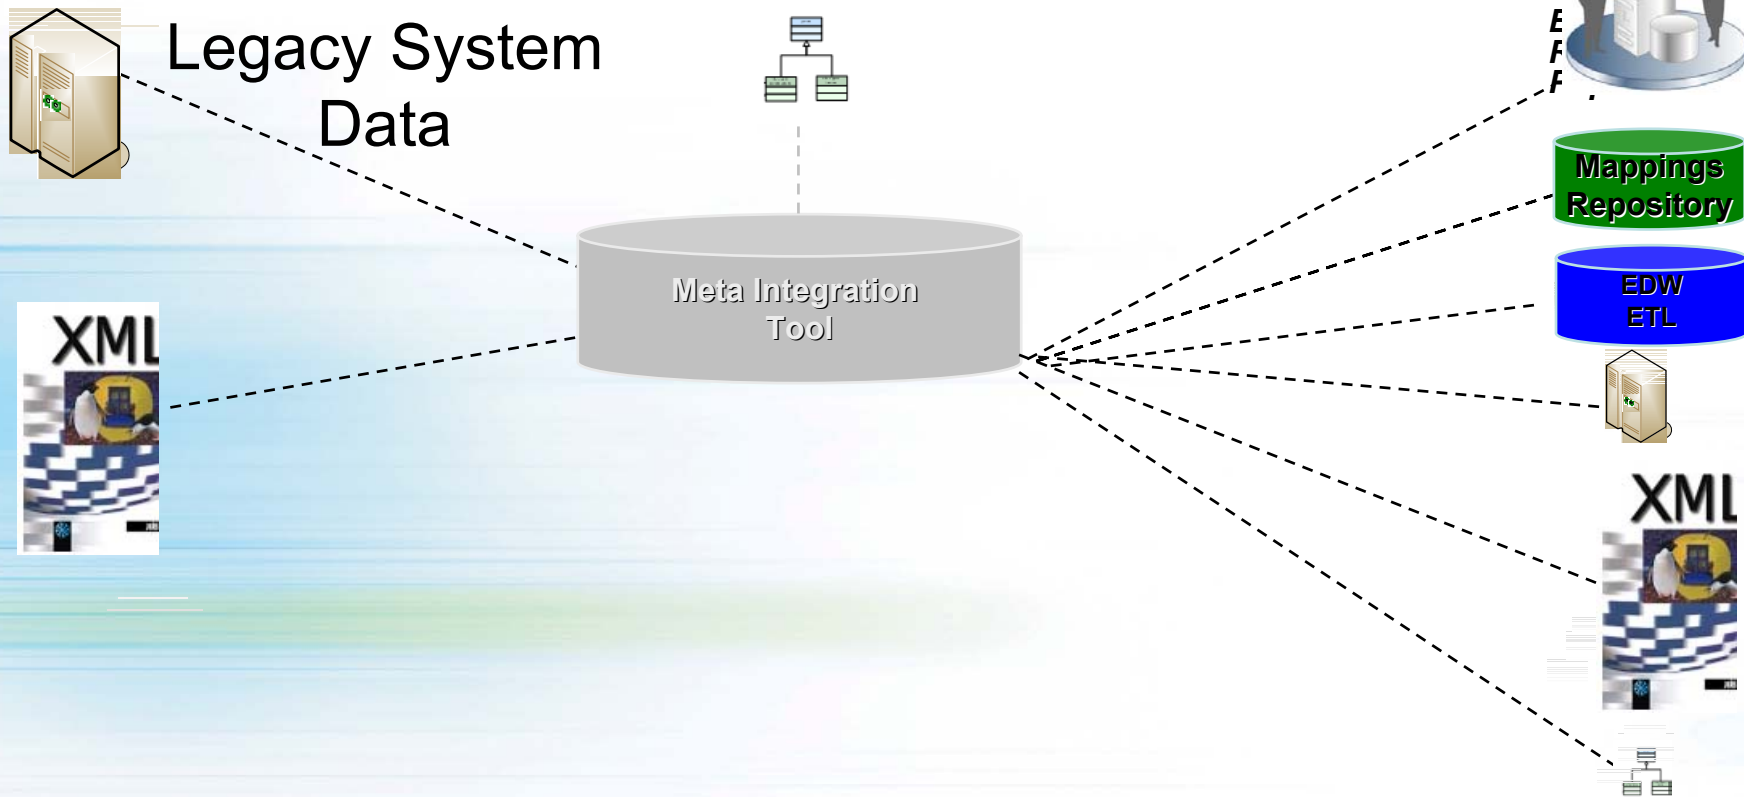 Legacy System
Data
Meta Integration
Tool
Mappings
Repository
EDW
ETL
XML
XML